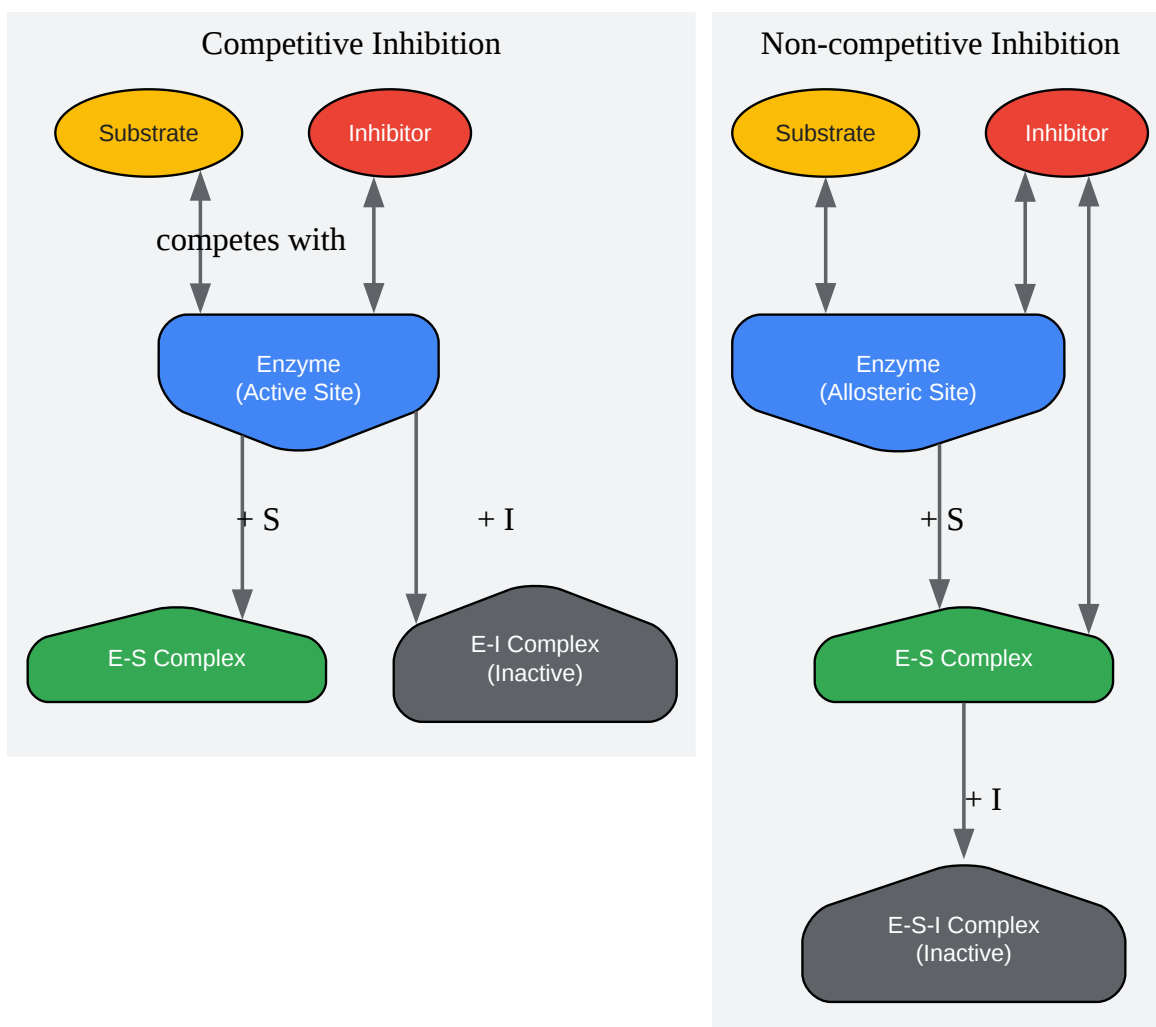 Competitive Inhibition
Substrate
Inhibitor
competes with
Enzyme
(Active Site)
+ S
+ I
E-S Complex
E-I Complex
(Inactive)
Non-competitive Inhibition
Substrate
Inhibitor
Enzyme
(Allosteric Site)
+ S
E-S Complex
+ I
E-S-I Complex
(Inactive)